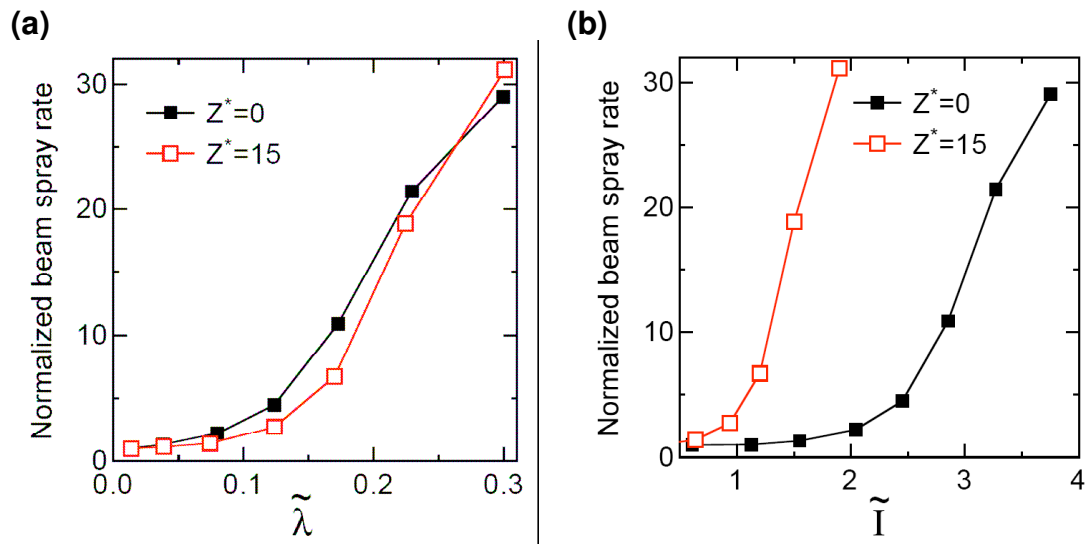 (a)
Normalized beam spray rate
30
20
10
0
Z*=0
Z*=15
0.0 0.1 0.2 0.3
λ̃
(b)
Normalized beam spray rate
30
20
10
0
Z*=0
Z*=15
1 2 3 4
Ĩ